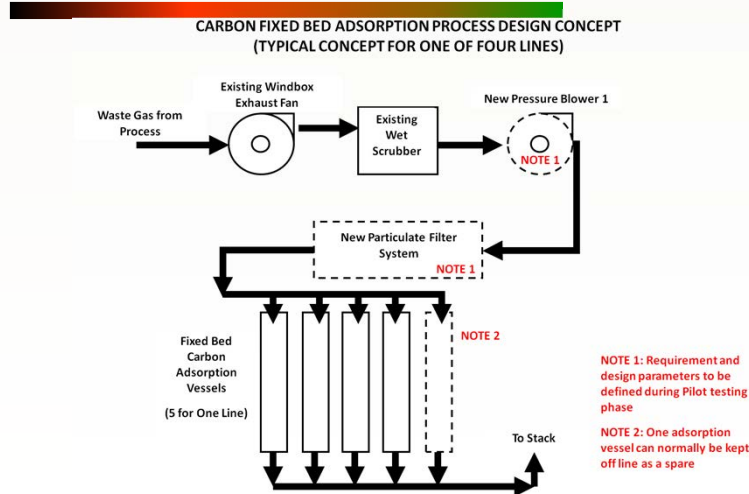 CARBON FIXED BED ADSORPTION PROCESS DESIGN CONCEPT
(TYPICAL CONCEPT FOR ONE OF FOUR LINES)
Existing Windbox
Exhaust Fan
New Pressure Blower 1
Waste Gas from
Process
Existing
Wet
Scrubber
NOTE 1
New Particulate Filter
System
NOTE 1
NOTE 2
Fixed Bed
Carbon
Adsorption
Vessels
(5 for One Line)
To Stack
NOTE 1: Requirement and
design parameters to be
defined during Pilot testing
phase
NOTE 2: One adsorption
vessel can normally be kept
off line as a spare